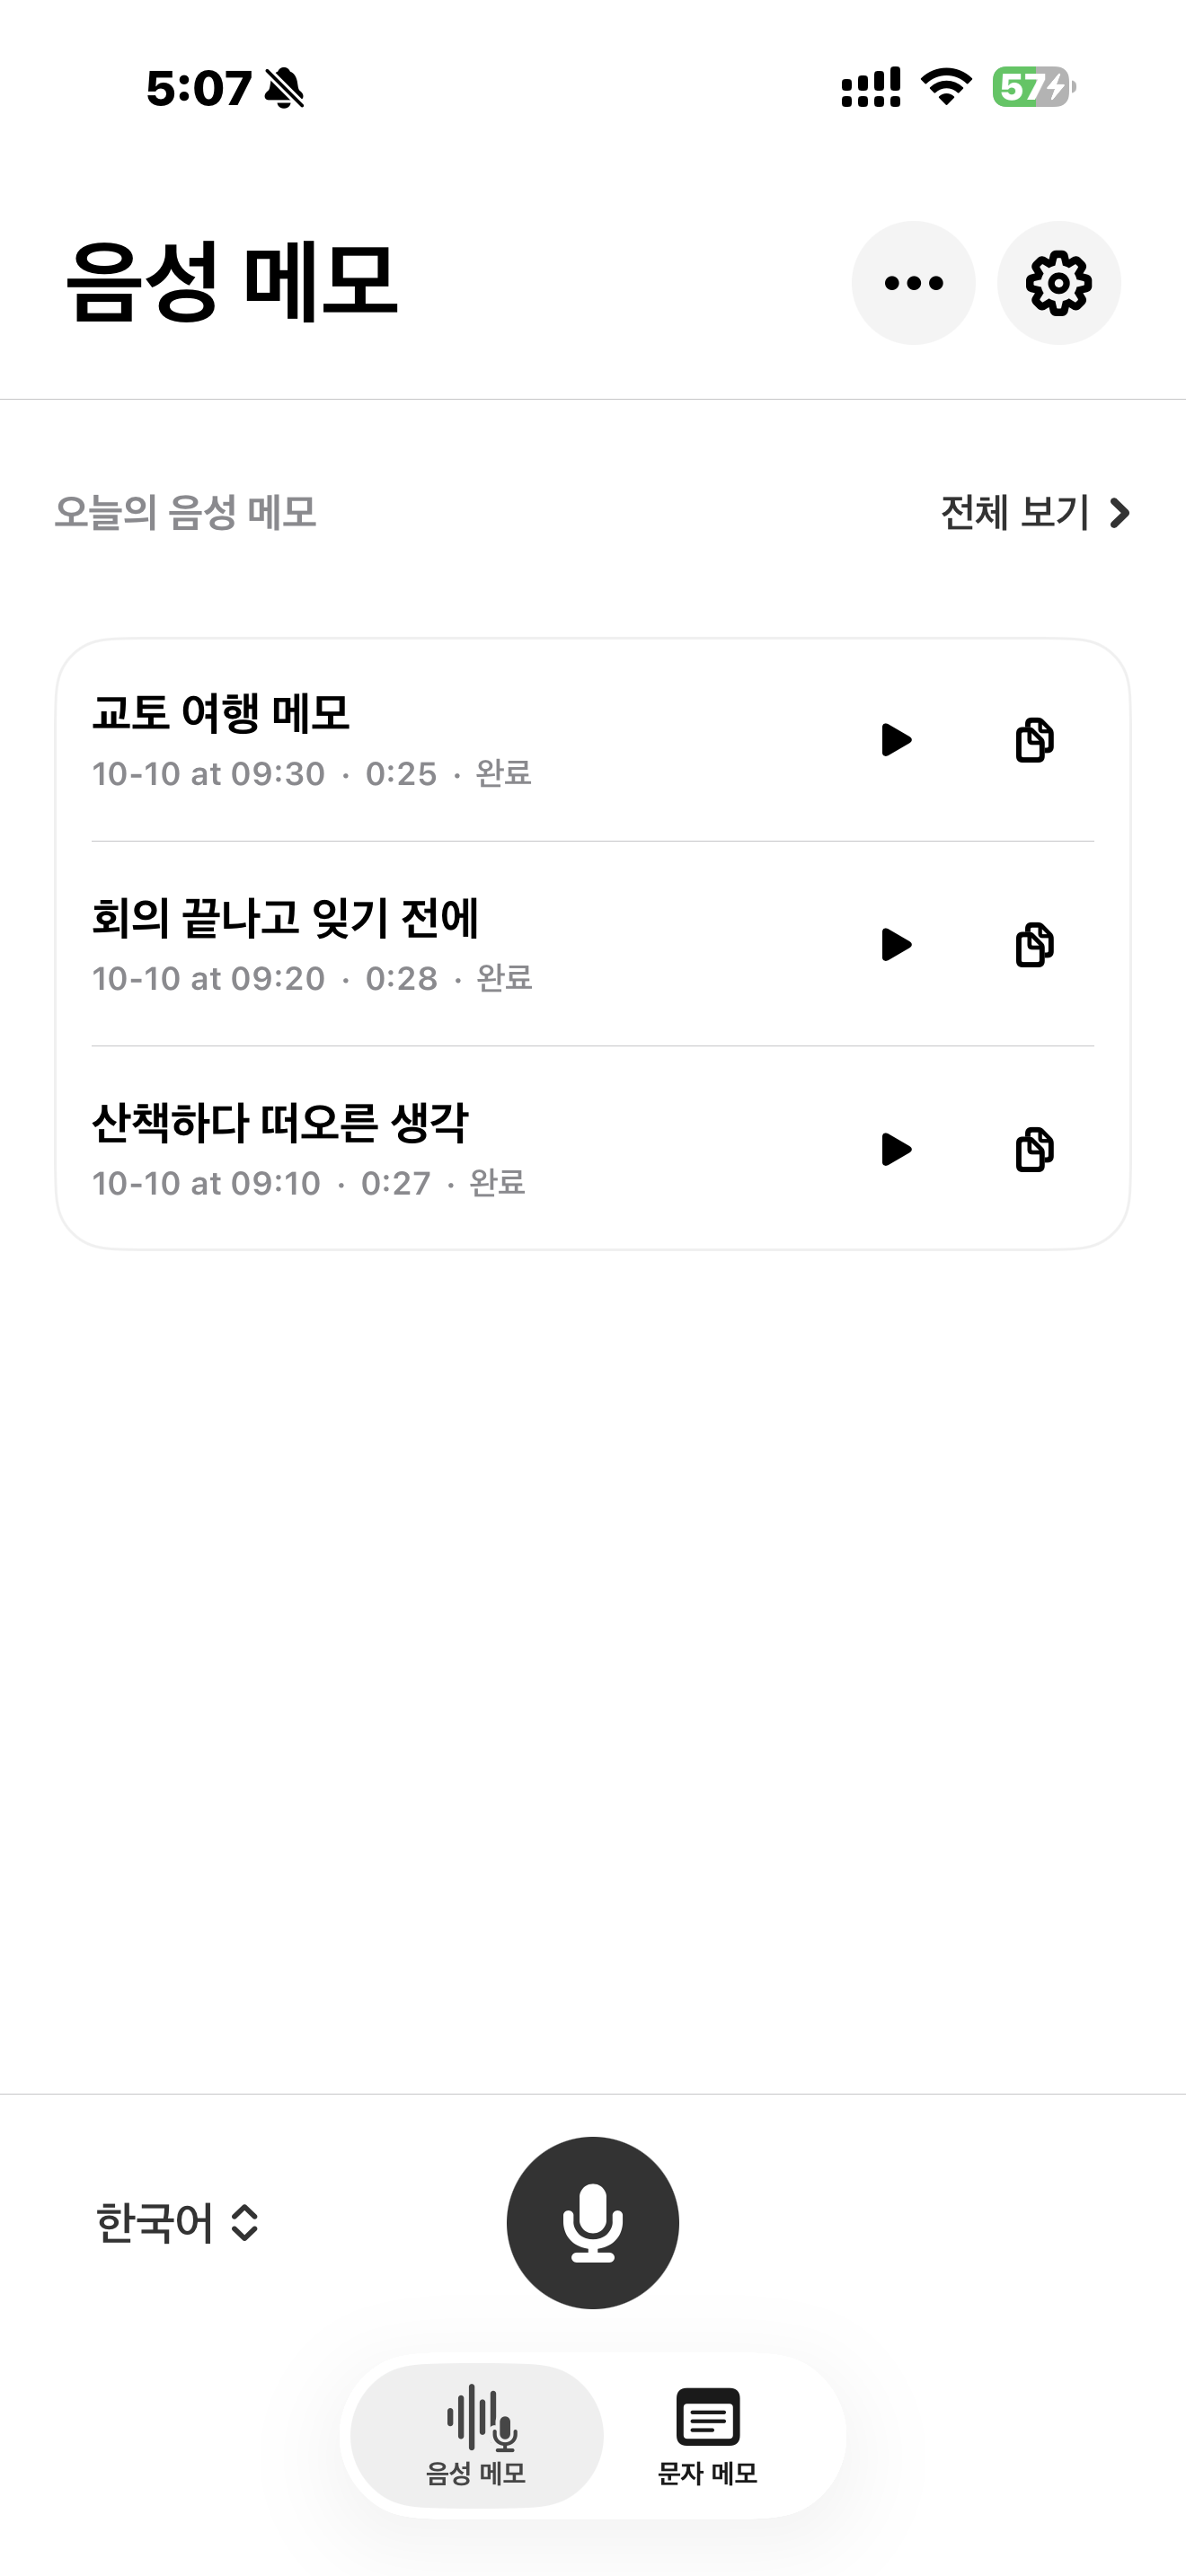 5:07
57
음성 메모
오늘의 음성 메모
전체 보기
교토 여행 메모
10-10 at 09:30 · 0:25 · 완료
회의 끝나고 잊기 전에
10-10 at 09:20 · 0:28 · 완료
산책하다 떠오른 생각
10-10 at 09:10 · 0:27 · 완료
한국어
음성 메모
문자 메모